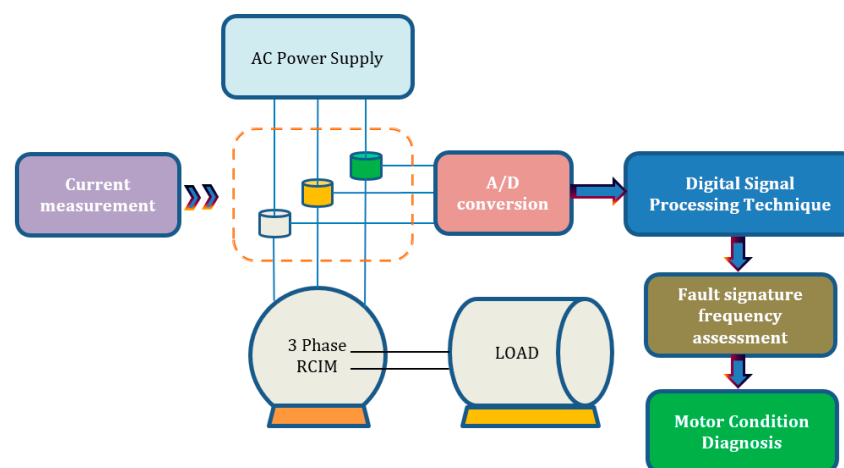 AC Power Supply
Current
measurement
A/D
conversion
Digital Signal
Processing Technique
Fault signature
frequency
assessment
3 Phase
RCIM
LOAD
Motor Condition
Diagnosis